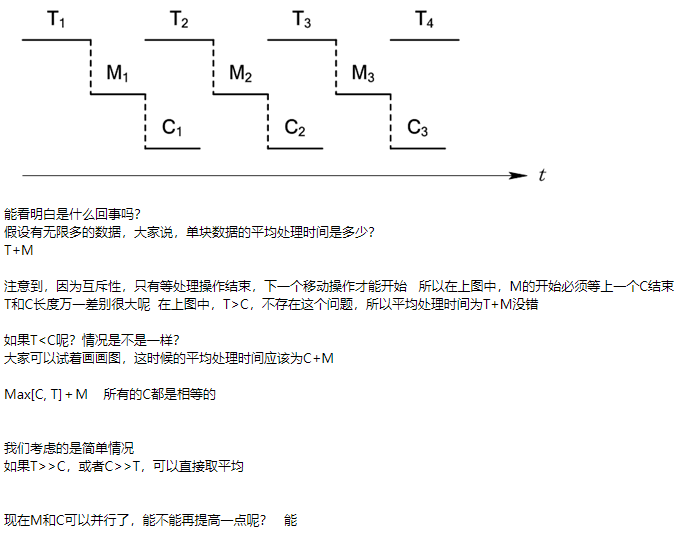 T1 T2 T3 T4
M1 M2 M3
C1 C2 C3
t
能看明白是什么回事吗？
假设有无限多的数据，大家说，单块数据的平均处理时间是多少？
T+M
注意到，因为互斥性，只有等处理操作结束，下一个移动操作才能开始 所以在上图中，M的开始必须等上一个C结束
T和C长度万一差别很大呢 在上图中，T>C，不存在这个问题，所以平均处理时间为T+M没错
如果T<C呢？情况是不是一样？
大家可以试着画画图，这时候的平均处理时间应该为C+M
Max[C, T]＋M 所有的C都是相等的
我们考虑的是简单情况
如果T>>C，或者C>>T，可以直接取平均
现在M和C可以并行了，能不能再提高一点呢？ 能